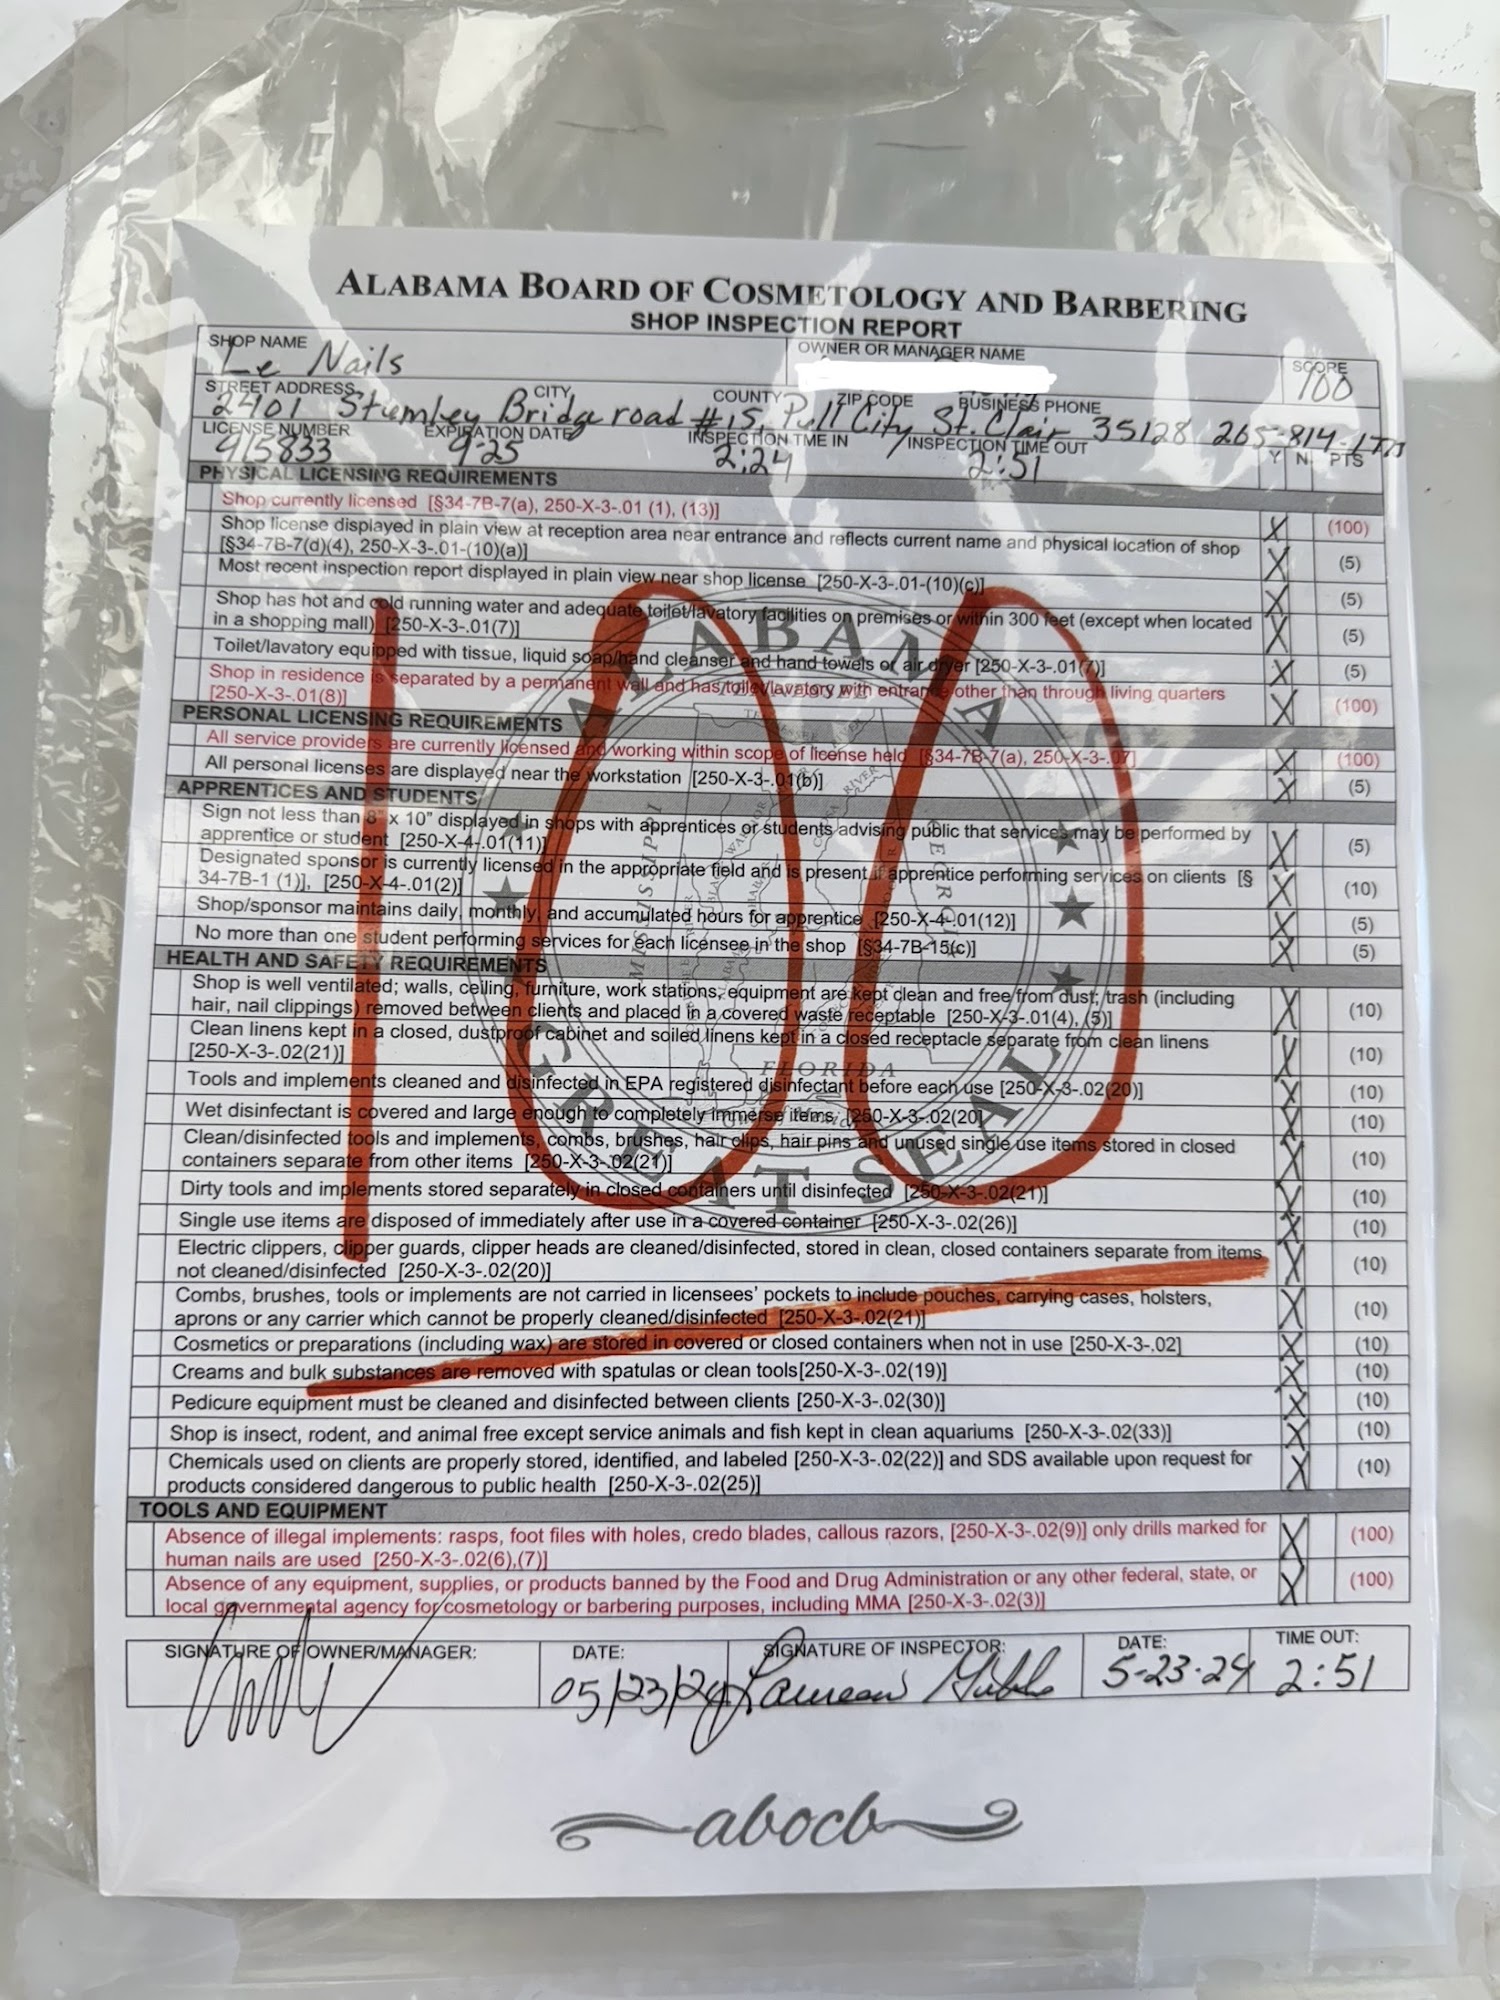 ALABAMA BOARD OF COSMETOLOGY AND BARBERING
SHOP INSPECTION REPORT
SHOP NAME
Le Nails
OWNER OR MANAGER NAME
SCORE
100
STREET ADDRESS
CITY
COUNTY
ZIP CODE
BUSINESS PHONE
2401 Stemley Bridge road #15, Pell City St. Clair 35128 265-814-
LICENSE NUMBER
EXPIRATION DATE
INSPECTION TME IN
INSPECTION TIME OUT
915833
9-25
2:24
2:51
Y N PTS
PHYSICAL LICENSING REQUIREMENTS
Shop currently licensed [§34-7B-7(a), 250-X-3-.01 (1), (13)] X (100)
Shop license displayed in plain view at reception area near entrance and reflects current name and physical location of shop
[§34-7B-7(d)(4), 250-X-3-.01-(10)(a)] X (5)
Most recent inspection report displayed in plain view near shop license [250-X-3-.01-(10)(c)] X (5)
Shop has hot and cold running water and adequate toilet/lavatory facilities on premises or within 300 feet (except when located
in a shopping mall) [250-X-3-.01(7)] X (5)
Toilet/lavatory equipped with tissue, liquid soap/hand cleanser and hand towels or air dryer [250-X-3-.01(7)] X (5)
Shop in residence is separated by a permanent wall and has toilet/lavatory with entrance other than through living quarters
[250-X-3-.01(8)] X (100)
PERSONAL LICENSING REQUIREMENTS
All service providers are currently licensed and working within scope of license held [§34-7B-7(a), 250-X-3-.07] X (100)
All personal licenses are displayed near the workstation [250-X-3-.01(b)] X (5)
APPRENTICES AND STUDENTS
Sign not less than 8" x 10" displayed in shops with apprentices or students advising public that services may be performed by
apprentice or student [250-X-4-.01(11)] X (5)
Designated sponsor is currently licensed in the appropriate field and is present if apprentice performing services on clients [§
34-7B-1 (1)], [250-X-4-.01(2)] X (10)
Shop/sponsor maintains daily, monthly, and accumulated hours for apprentice [250-X-4-.01(12)] X (5)
No more than one student performing services for each licensee in the shop [§34-7B-15(c)] X (5)
HEALTH AND SAFETY REQUIREMENTS
Shop is well ventilated; walls, ceiling, furniture, work stations, equipment are kept clean and free from dust; trash (including
hair, nail clippings) removed between clients and placed in a covered waste receptable [250-X-3-.01(4), (5)] X (10)
Clean linens kept in a closed, dustproof cabinet and soiled linens kept in a closed receptacle separate from clean linens
[250-X-3-.02(21)] X (10)
Tools and implements cleaned and disinfected in EPA registered disinfectant before each use [250-X-3-.02(20)] X (10)
Wet disinfectant is covered and large enough to completely immerse items, [250-X-3-.02(20] X (10)
Clean/disinfected tools and implements, combs, brushes, hair clips, hair pins and unused single use items stored in closed
containers separate from other items [250-X-3-.02(21)] X (10)
Dirty tools and implements stored separately in closed containers until disinfected [250-X-3-.02(21)] X (10)
Single use items are disposed of immediately after use in a covered container [250-X-3-.02(26)] X (10)
Electric clippers, clipper guards, clipper heads are cleaned/disinfected, stored in clean, closed containers separate from items
not cleaned/disinfected [250-X-3-.02(20)] X (10)
Combs, brushes, tools or implements are not carried in licensees' pockets to include pouches, carrying cases, holsters,
aprons or any carrier which cannot be properly cleaned/disinfected [250-X-3-.02(21)] X (10)
Cosmetics or preparations (including wax) are stored in covered or closed containers when not in use [250-X-3-.02] X (10)
Creams and bulk substances are removed with spatulas or clean tools[250-X-3-.02(19)] X (10)
Pedicure equipment must be cleaned and disinfected between clients [250-X-3-.02(30)] X (10)
Shop is insect, rodent, and animal free except service animals and fish kept in clean aquariums [250-X-3-.02(33)] X (10)
Chemicals used on clients are properly stored, identified, and labeled [250-X-3-.02(22)] and SDS available upon request for
products considered dangerous to public health [250-X-3-.02(25)] X (10)
TOOLS AND EQUIPMENT
Absence of illegal implements: rasps, foot files with holes, credo blades, callous razors, [250-X-3-.02(9)] only drills marked for
human nails are used [250-X-3-.02(6),(7)] X (100)
Absence of any equipment, supplies, or products banned by the Food and Drug Administration or any other federal, state, or
local governmental agency for cosmetology or barbering purposes, including MMA [250-X-3-.02(3)] X (100)
100
ALABAMA
GREAT SEAL
TENNESSEE
MISSISSIPPI
GEORGIA
FLORIDA
SIGNATURE OF OWNER/MANAGER:
DATE:
05/23/24
SIGNATURE OF INSPECTOR:
DATE:
5-23-24
TIME OUT:
2:51
abocb